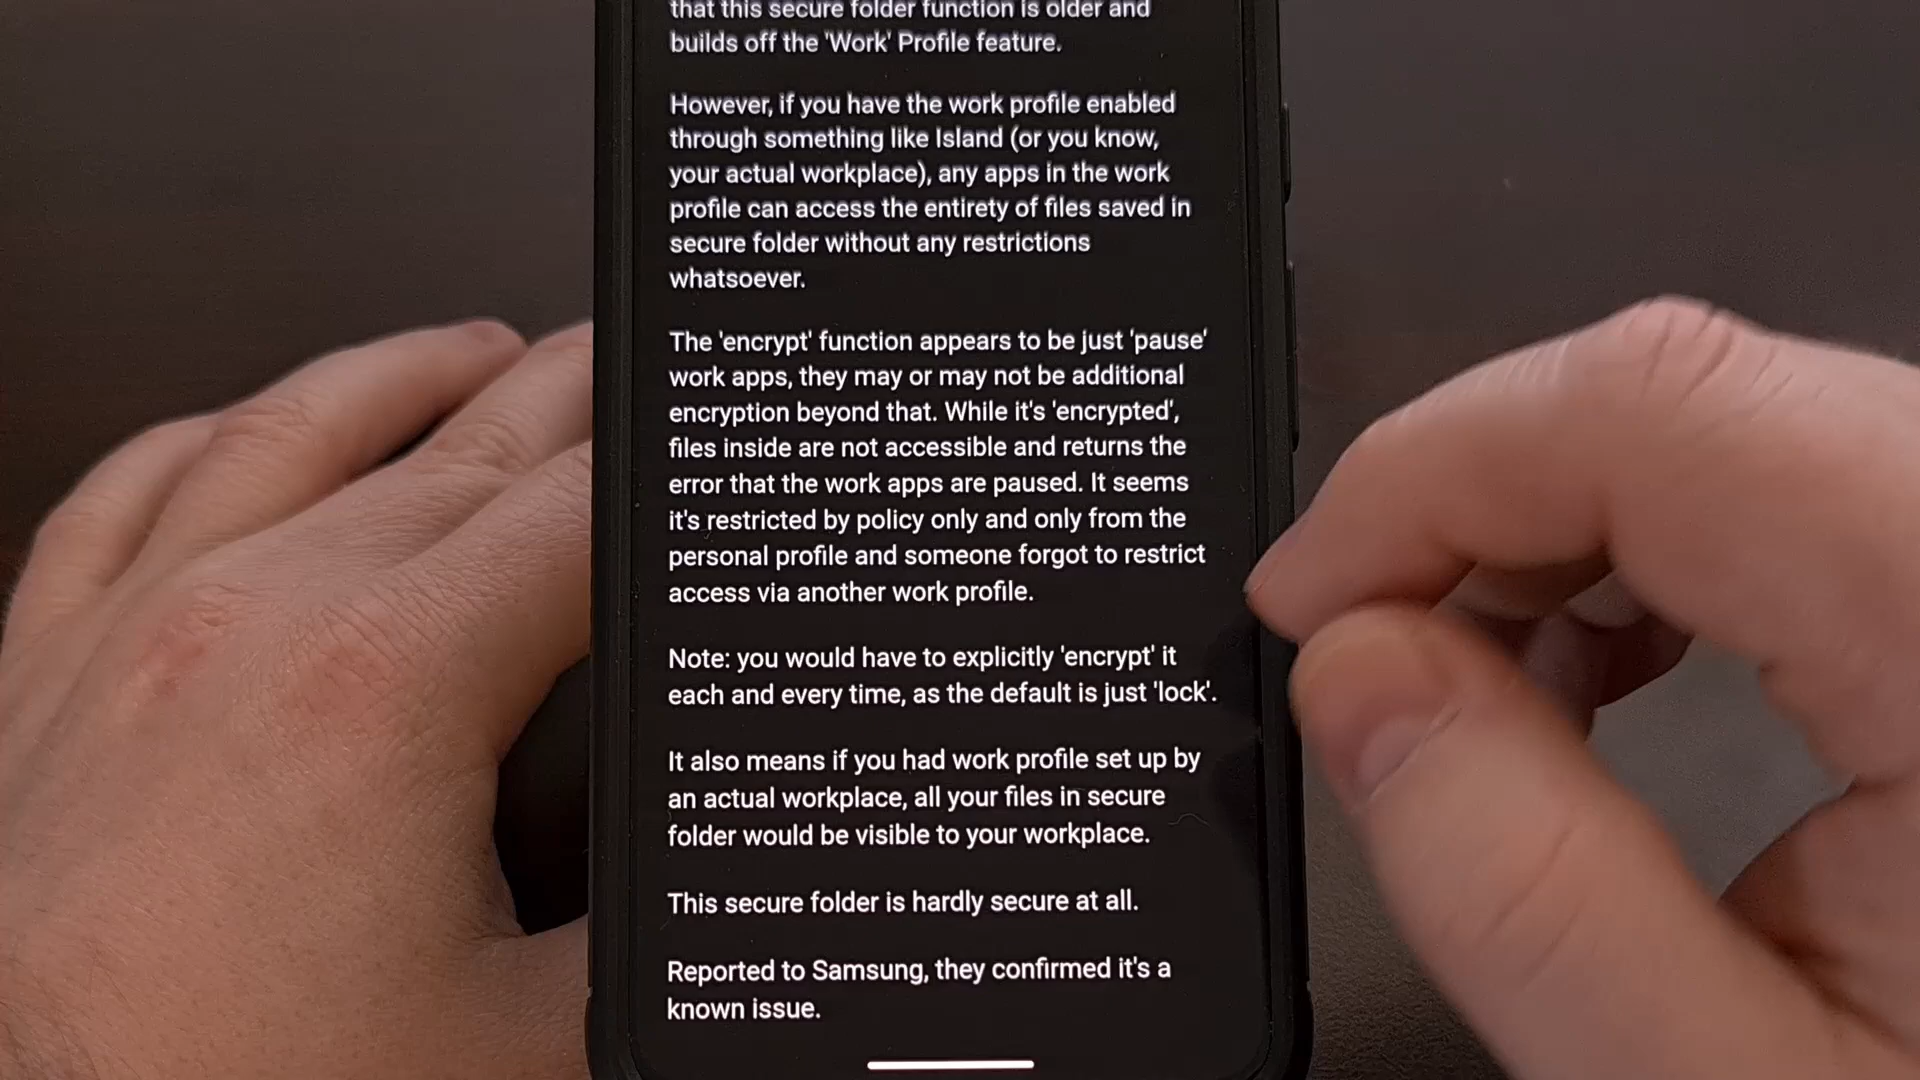 that this secure folder function is older and
builds off the 'Work' Profile feature.
However, if you have the work profile enabled
through something like Island (or you know,
your actual workplace), any apps in the work
profile can access the entirety of files saved in
secure folder without any restrictions
whatsoever.
The 'encrypt' function appears to be just 'pause'
work apps, they may or may not be additional
encryption beyond that. While it's 'encrypted',
files inside are not accessible and returns the
error that the work apps are paused. It seems
it's restricted by policy only and only from the
personal profile and someone forgot to restrict
access via another work profile.
Note: you would have to explicitly 'encrypt' it
each and every time, as the default is just 'lock'.
It also means if you had work profile set up by
an actual workplace, all your files in secure
folder would be visible to your workplace.
This secure folder is hardly secure at all.
Reported to Samsung, they confirmed it's a
known issue.